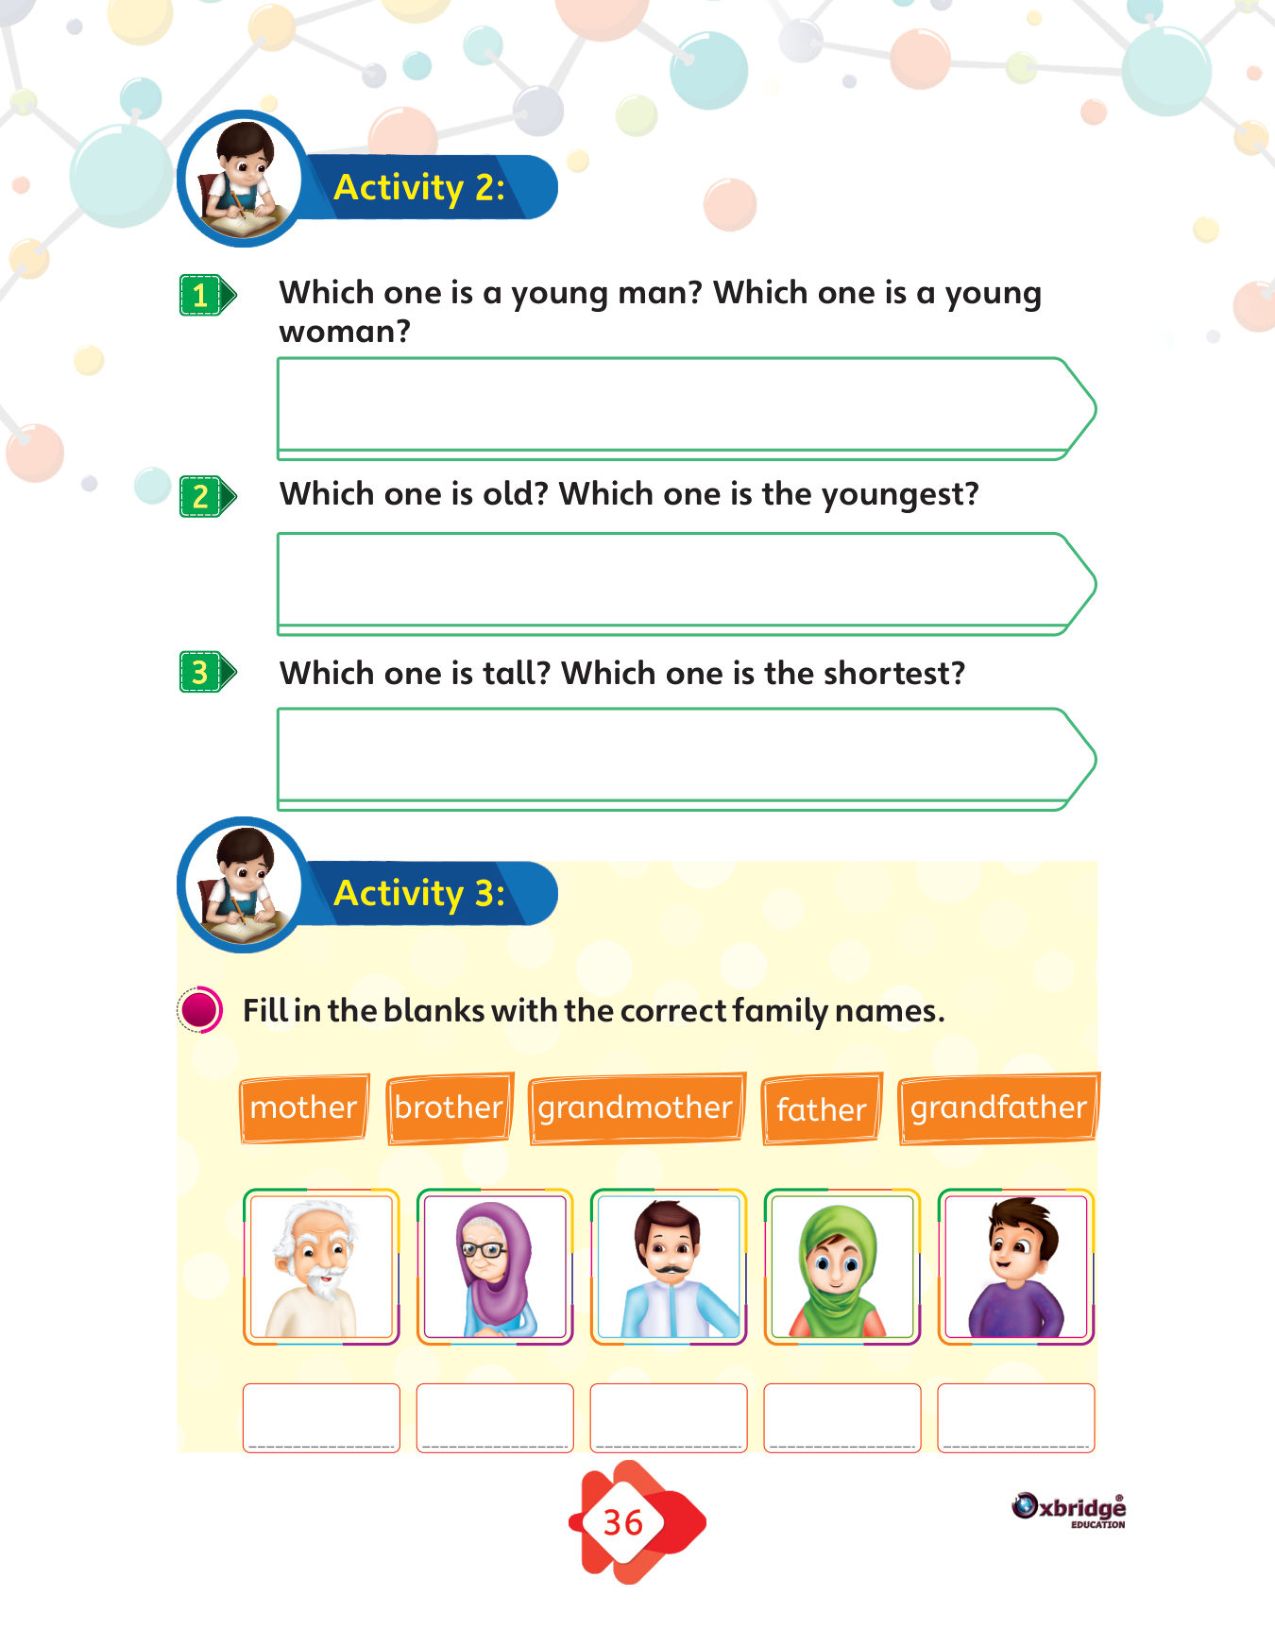 Activity 2:
1 Which one is a young man? Which one is a young
woman?
2 Which one is old? Which one is the youngest?
3 Which one is tall? Which one is the shortest?
Activity 3:
Fill in the blanks with the correct family names.
mother brother grandmother father grandfather
36
Oxbridge®
EDUCATION